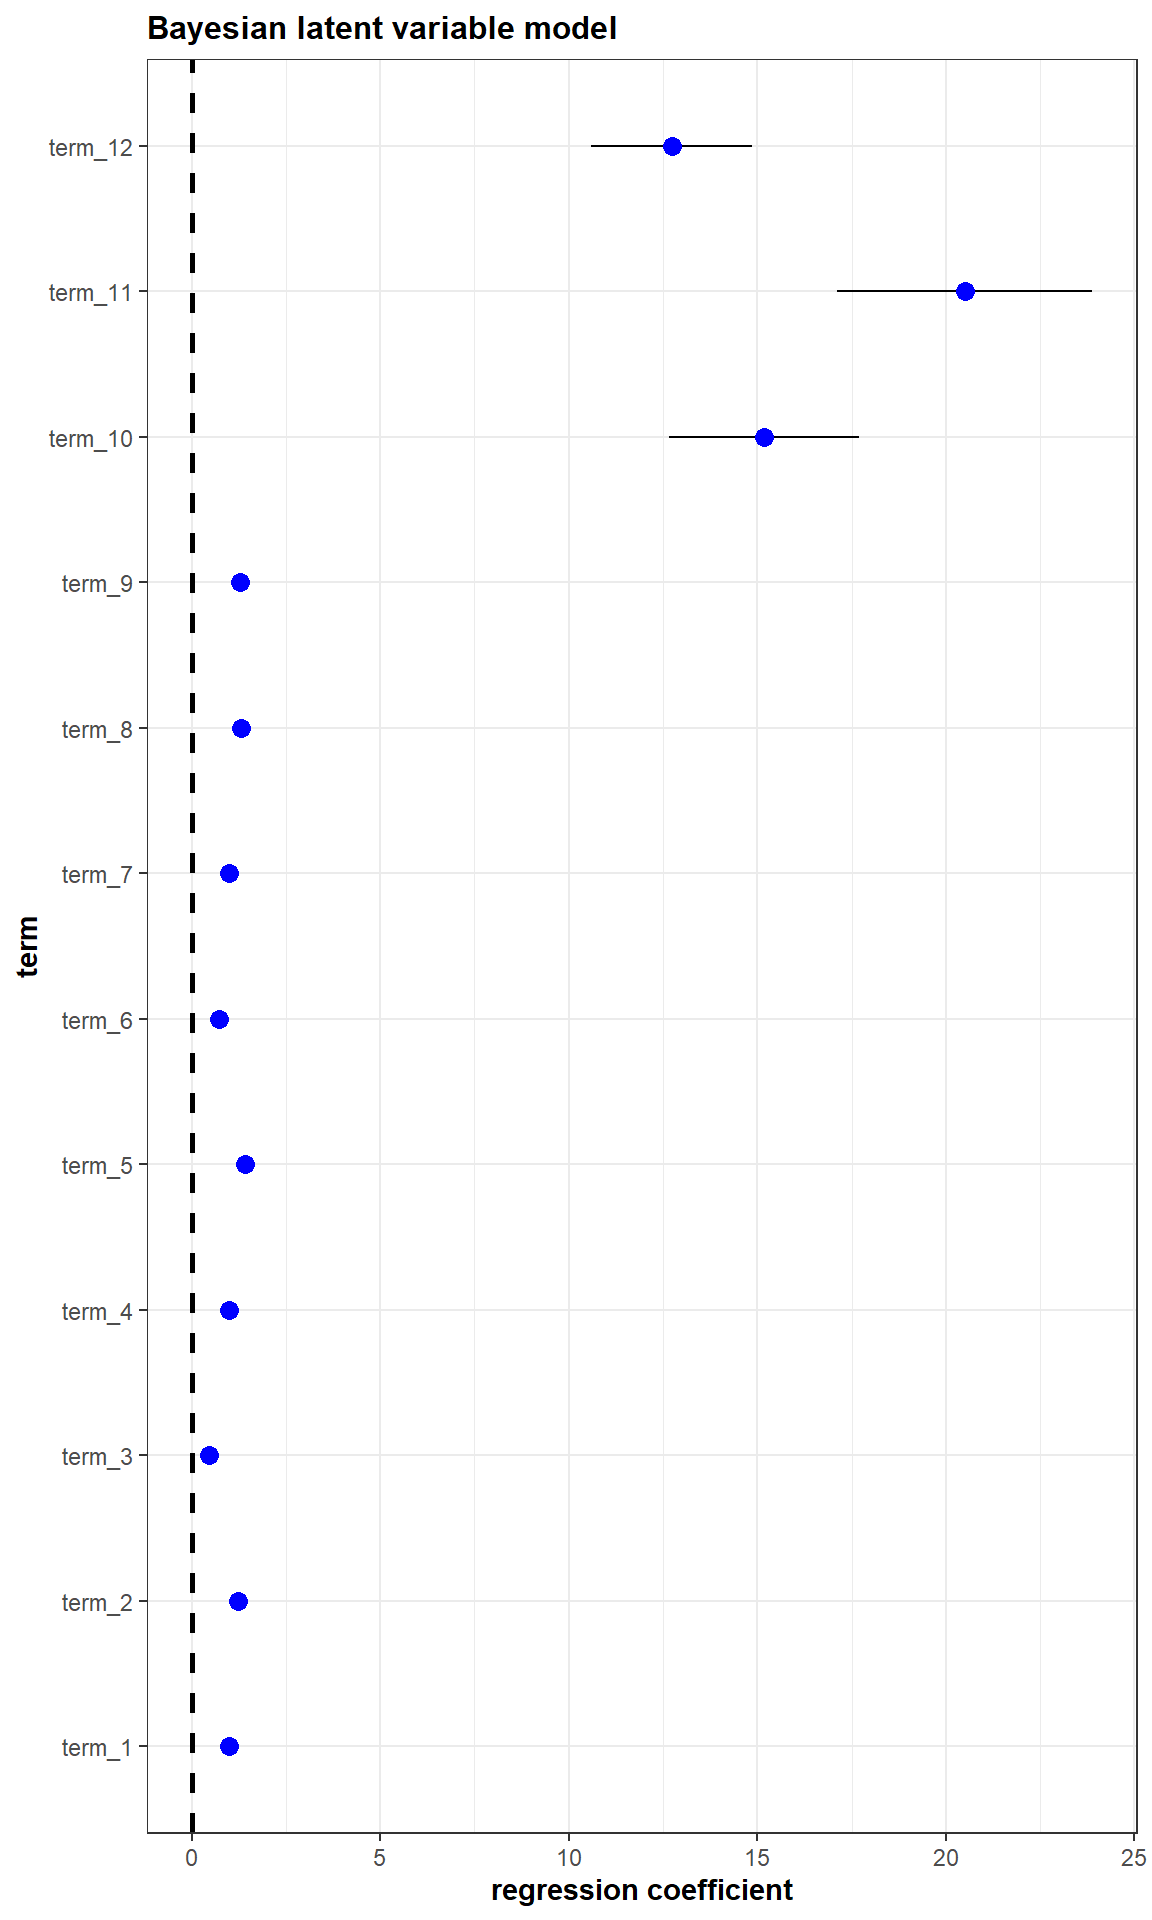 Bayesian latent variable model
term_12
term_11
term_10
term_9
term_8
term_7
term_6
term_5
term_4
term_3
term_2
term_1
term
0 5 10 15 20 25
regression coefficient